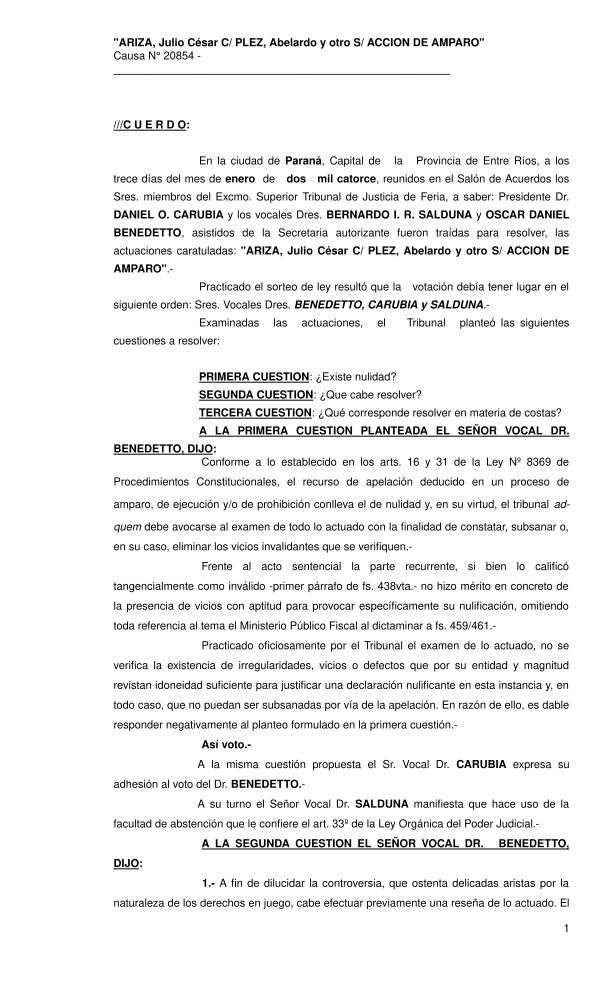 "ARIZA, Julio César C/ PLEZ, Abelardo y otro S/ ACCION DE AMPARO"
Causa N° 20854 -
///C U E R D O:
En la ciudad de Paraná, Capital de la Provincia de Entre Ríos, a los
trece días del mes de enero de dos mil catorce, reunidos en el Salón de Acuerdos los
Sres. miembros del Excmo. Superior Tribunal de Justicia de Feria, a saber: Presidente Dr.
DANIEL O. CARUBIA y los vocales Dres. BERNARDO I. R. SALDUNA y OSCAR DANIEL
BENEDETTO, asistidos de la Secretaria autorizante fueron traídas para resolver, las
actuaciones caratuladas: "ARIZA, Julio César C/ PLEZ, Abelardo y otro S/ ACCION DE
AMPARO".-
Practicado el sorteo de ley resultó que la votación debía tener lugar en el
siguiente orden: Sres. Vocales Dres. BENEDETTO, CARUBIA y SALDUNA.-
Examinadas las actuaciones, el Tribunal planteó las siguientes
cuestiones a resolver:
PRIMERA CUESTION: ¿Existe nulidad?
SEGUNDA CUESTION: ¿Que cabe resolver?
TERCERA CUESTION: ¿Qué corresponde resolver en materia de costas?
A LA PRIMERA CUESTION PLANTEADA EL SEÑOR VOCAL DR.
BENEDETTO, DIJO:
Conforme a lo establecido en los arts. 16 y 31 de la Ley Nº 8369 de
Procedimientos Constitucionales, el recurso de apelación deducido en un proceso de
amparo, de ejecución y/o de prohibición conlleva el de nulidad y, en su virtud, el tribunal ad-
quem debe avocarse al examen de todo lo actuado con la finalidad de constatar, subsanar o,
en su caso, eliminar los vicios invalidantes que se verifiquen.-
Frente al acto sentencial la parte recurrente, si bien lo calificó
tangencialmente como inválido -primer párrafo de fs. 438vta.- no hizo mérito en concreto de
la presencia de vicios con aptitud para provocar específicamente su nulificación, omitiendo
toda referencia al tema el Ministerio Público Fiscal al dictaminar a fs. 459/461.-
Practicado oficiosamente por el Tribunal el examen de lo actuado, no se
verifica la existencia de irregularidades, vicios o defectos que por su entidad y magnitud
revistan idoneidad suficiente para justificar una declaración nulificante en esta instancia y, en
todo caso, que no puedan ser subsanadas por vía de la apelación. En razón de ello, es dable
responder negativamente al planteo formulado en la primera cuestión.-
Así voto.-
A la misma cuestión propuesta el Sr. Vocal Dr. CARUBIA expresa su
adhesión al voto del Dr. BENEDETTO.-
A su turno el Señor Vocal Dr. SALDUNA manifiesta que hace uso de la
facultad de abstención que le confiere el art. 33º de la Ley Orgánica del Poder Judicial.-
A LA SEGUNDA CUESTION EL SEÑOR VOCAL DR. BENEDETTO,
DIJO:
1.- A fin de dilucidar la controversia, que ostenta delicadas aristas por la
naturaleza de los derechos en juego, cabe efectuar previamente una reseña de lo actuado. El
1